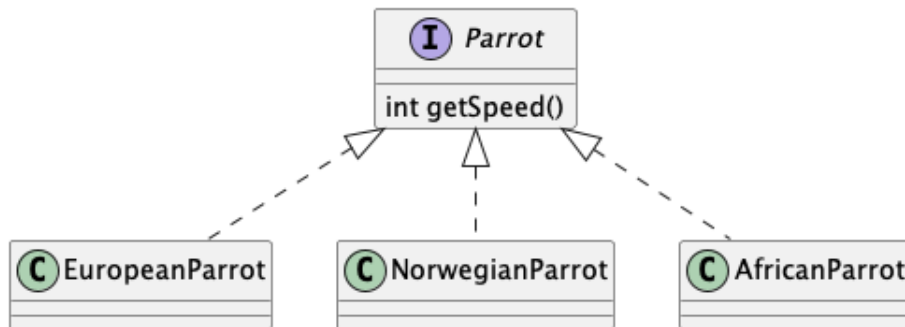 I Parrot
int getSpeed()
C EuropeanParrot
C NorwegianParrot
C AfricanParrot